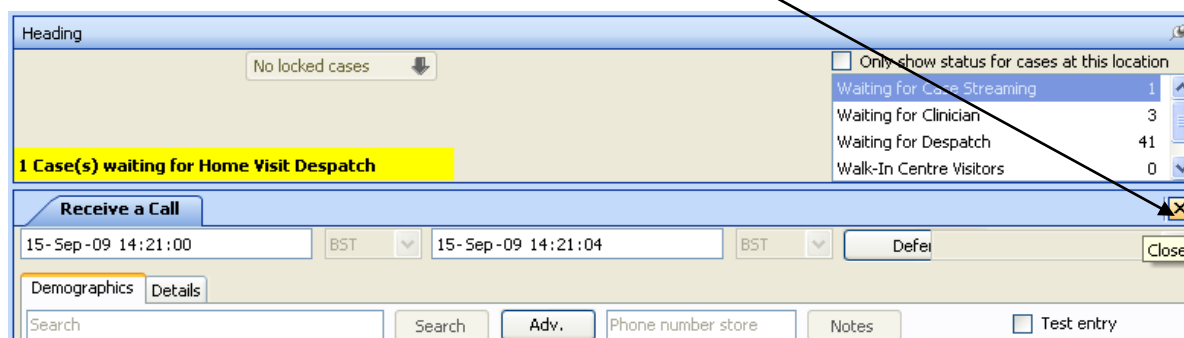 Heading
No locked cases
Only show status for cases at this location
Waiting for Case Streaming 1
Waiting for Clinician 3
Waiting for Despatch 41
Walk-In Centre Visitors 0
1 Case(s) waiting for Home Visit Despatch
Receive a Call
15-Sep-09 14:21:00 BST 15-Sep-09 14:21:04 BST Defe
Close
Demographics Details
Search Search Adv. Phone number store Notes Test entry